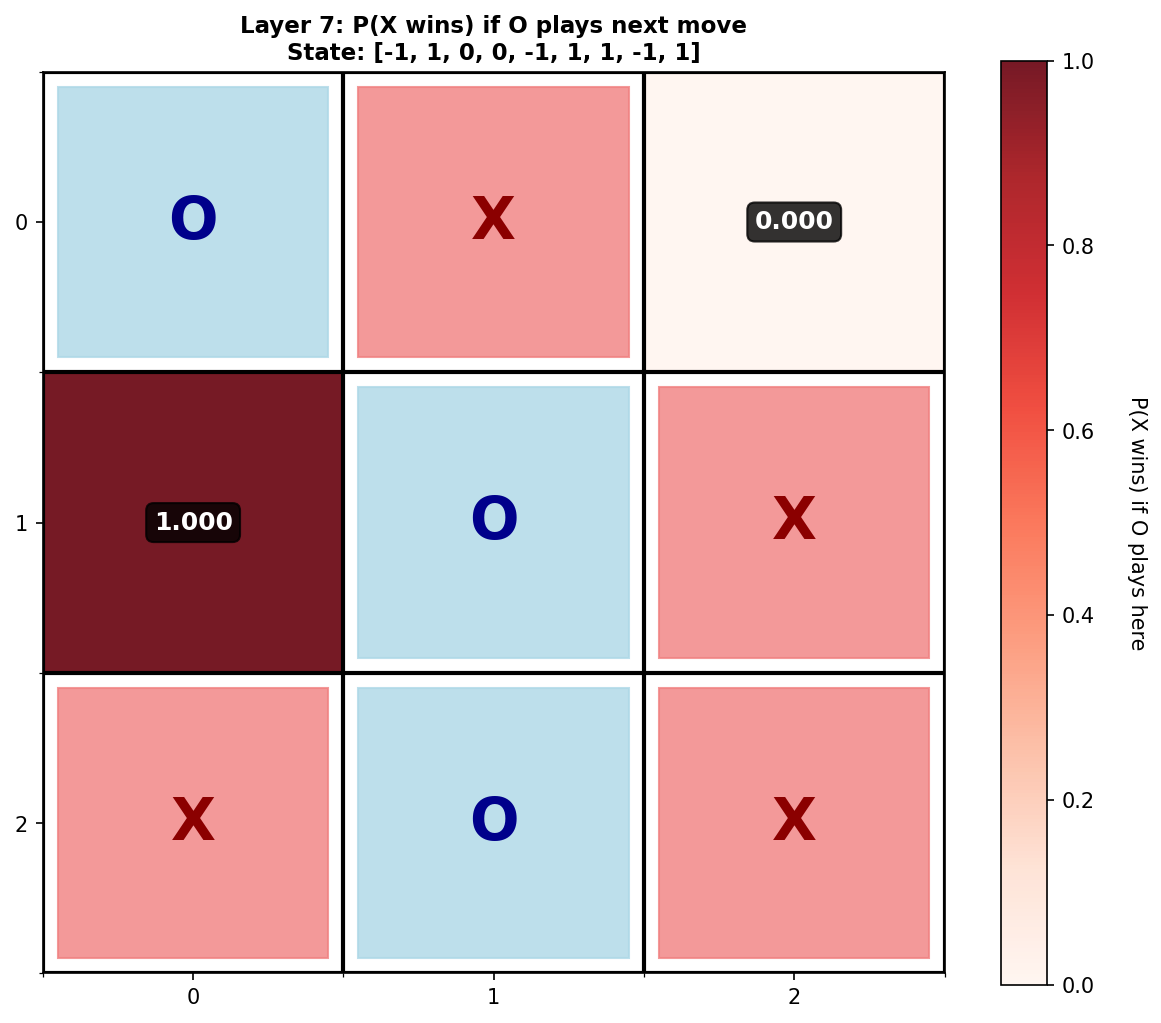 Layer 7: P(X wins) if O plays next move
State: [-1, 1, 0, 0, -1, 1, 1, -1, 1]
O
X
0.000
1.000
O
X
X
O
X
0
1
2
0
1
2
1.0
0.8
0.6
0.4
0.2
0.0
P(X wins) if O plays here